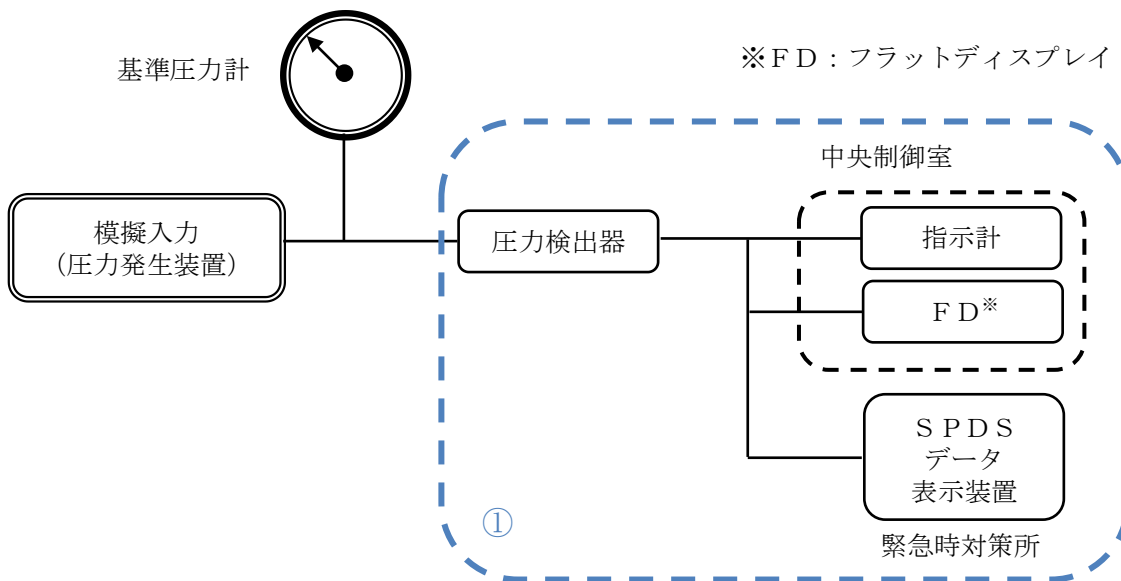 基準圧力計
※ＦＤ：フラットディスプレイ
中央制御室
模擬入力
（圧力発生装置）
圧力検出器
指示計
ＦＤ※
ＳＰＤＳ
データ
表示装置
①
緊急時対策所